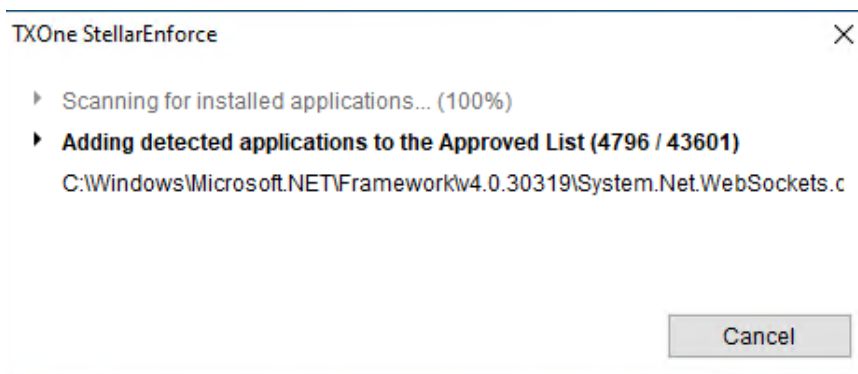 TXOne StellarEnforce
Scanning for installed applications... (100%)
Adding detected applications to the Approved List (4796 / 43601)
C:\Windows\Microsoft.NET\Framework\v4.0.30319\System.Net.WebSockets.c
Cancel